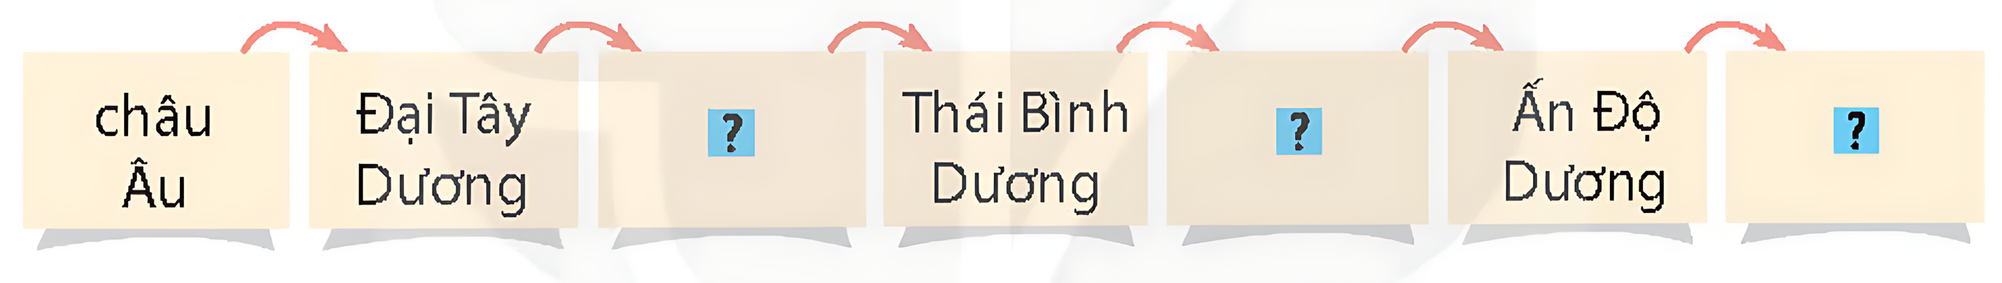 châu
Âu
Đại Tây
Dương
?
Thái Bình
Dương
?
Ấn Độ
Dương
?